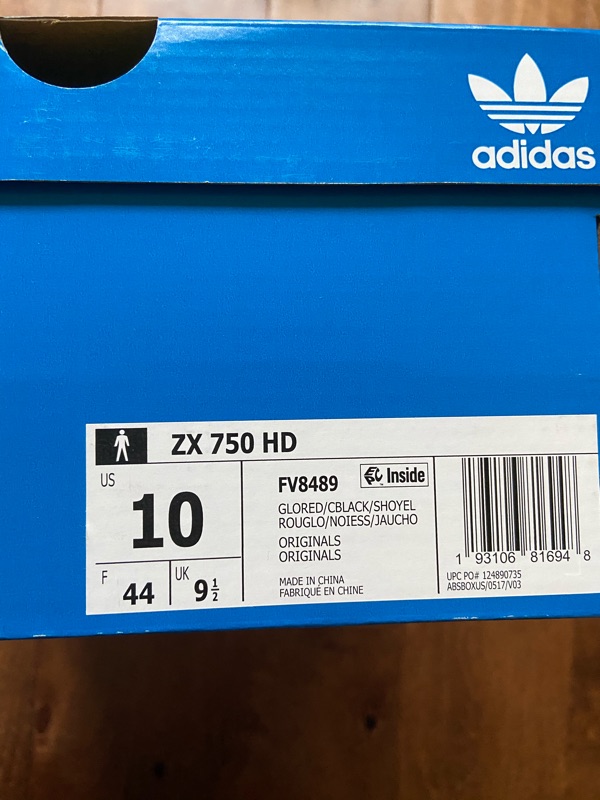 adidas
ZX 750 HD
US
10
F
44
UK
9½
FV8489
Inside
GLORED/CBLACK/SHOYEL
ROUGLO/NOIESS/JAUCHO
ORIGINALS
ORIGINALS
MADE IN CHINA
FABRIQUÉ EN CHINE
1 93106 81694 8
UPC PO# 124890735
ABSBOXUS/0517/V03